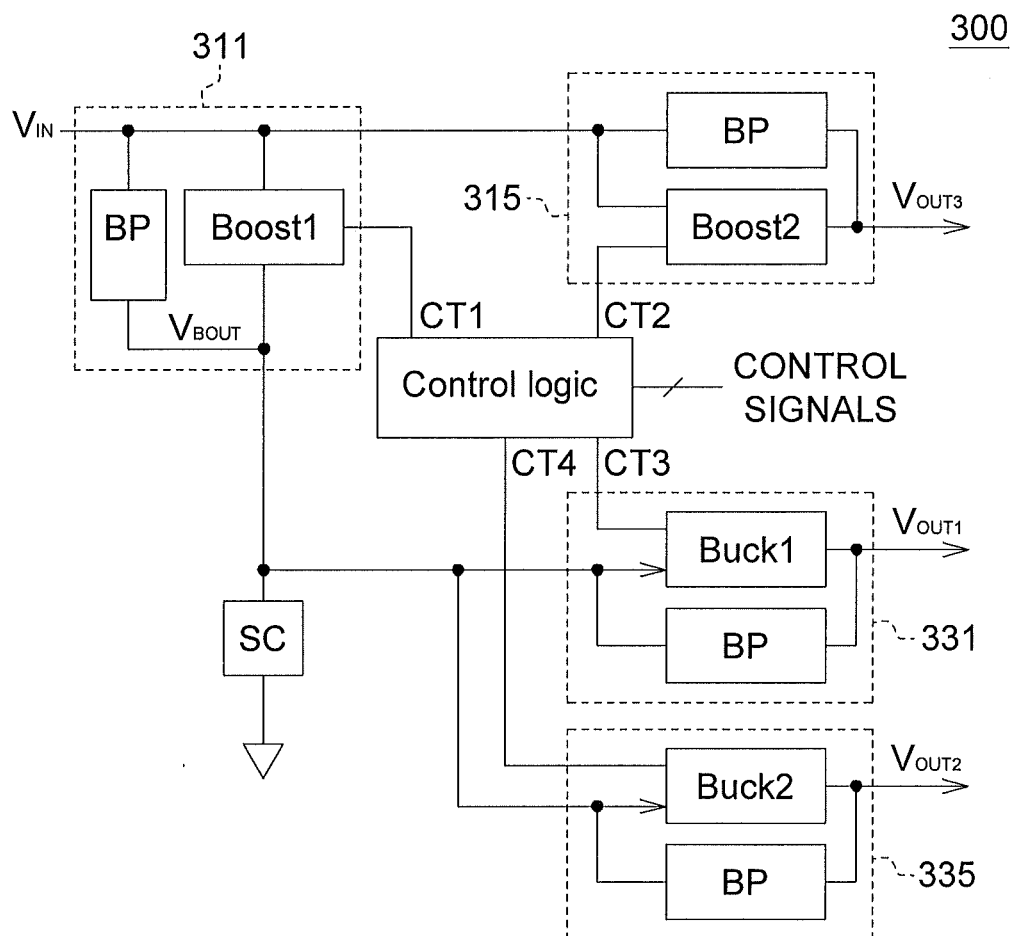 300
311
VIN
BP
Boost1
VBOUT
315
BP
Boost2
VOUT3
CT1
CT2
Control logic
CONTROL
SIGNALS
CT4
CT3
Buck1
BP
VOUT1
331
SC
Buck2
BP
VOUT2
335